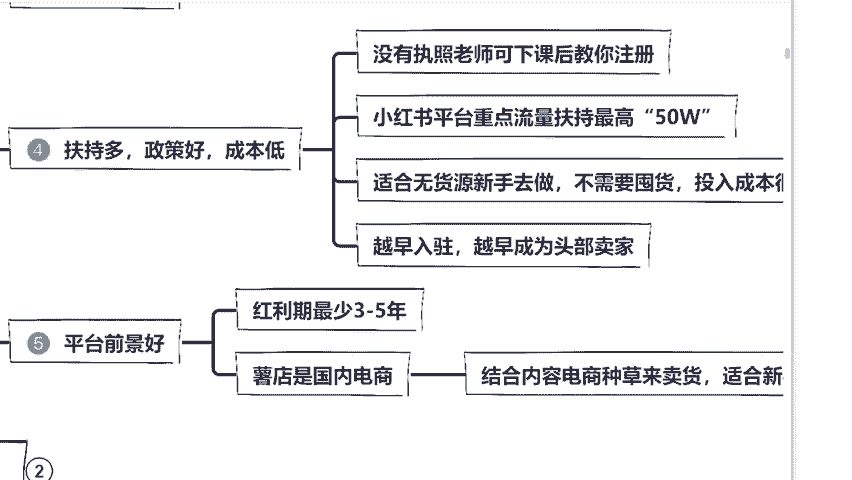 没有执照老师可下课后教你注册
小红书平台重点流量扶持最高“50W”
4 扶持多，政策好，成本低
适合无货源新手去做，不需要囤货，投入成本
越早入驻，越早成为头部卖家
红利期最少3-5年
5 平台前景好
薯店是国内电商
结合内容电商种草来卖货，适合新
2